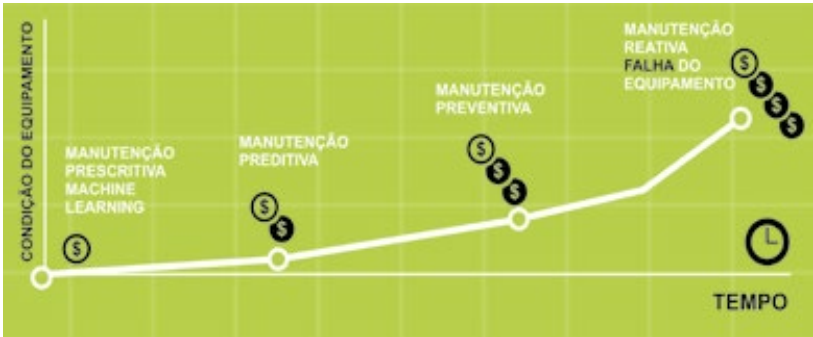 CONDIÇÃO DO EQUIPAMENTO
MANUTENÇÃO
PRESCRITIVA
MACHINE
LEARNING
$
MANUTENÇÃO
PREDITIVA
$
$
MANUTENÇÃO
PREVENTIVA
$
$
$
MANUTENÇÃO
REATIVA
FALHA DO
EQUIPAMENTO
$
$
$
$
TEMPO